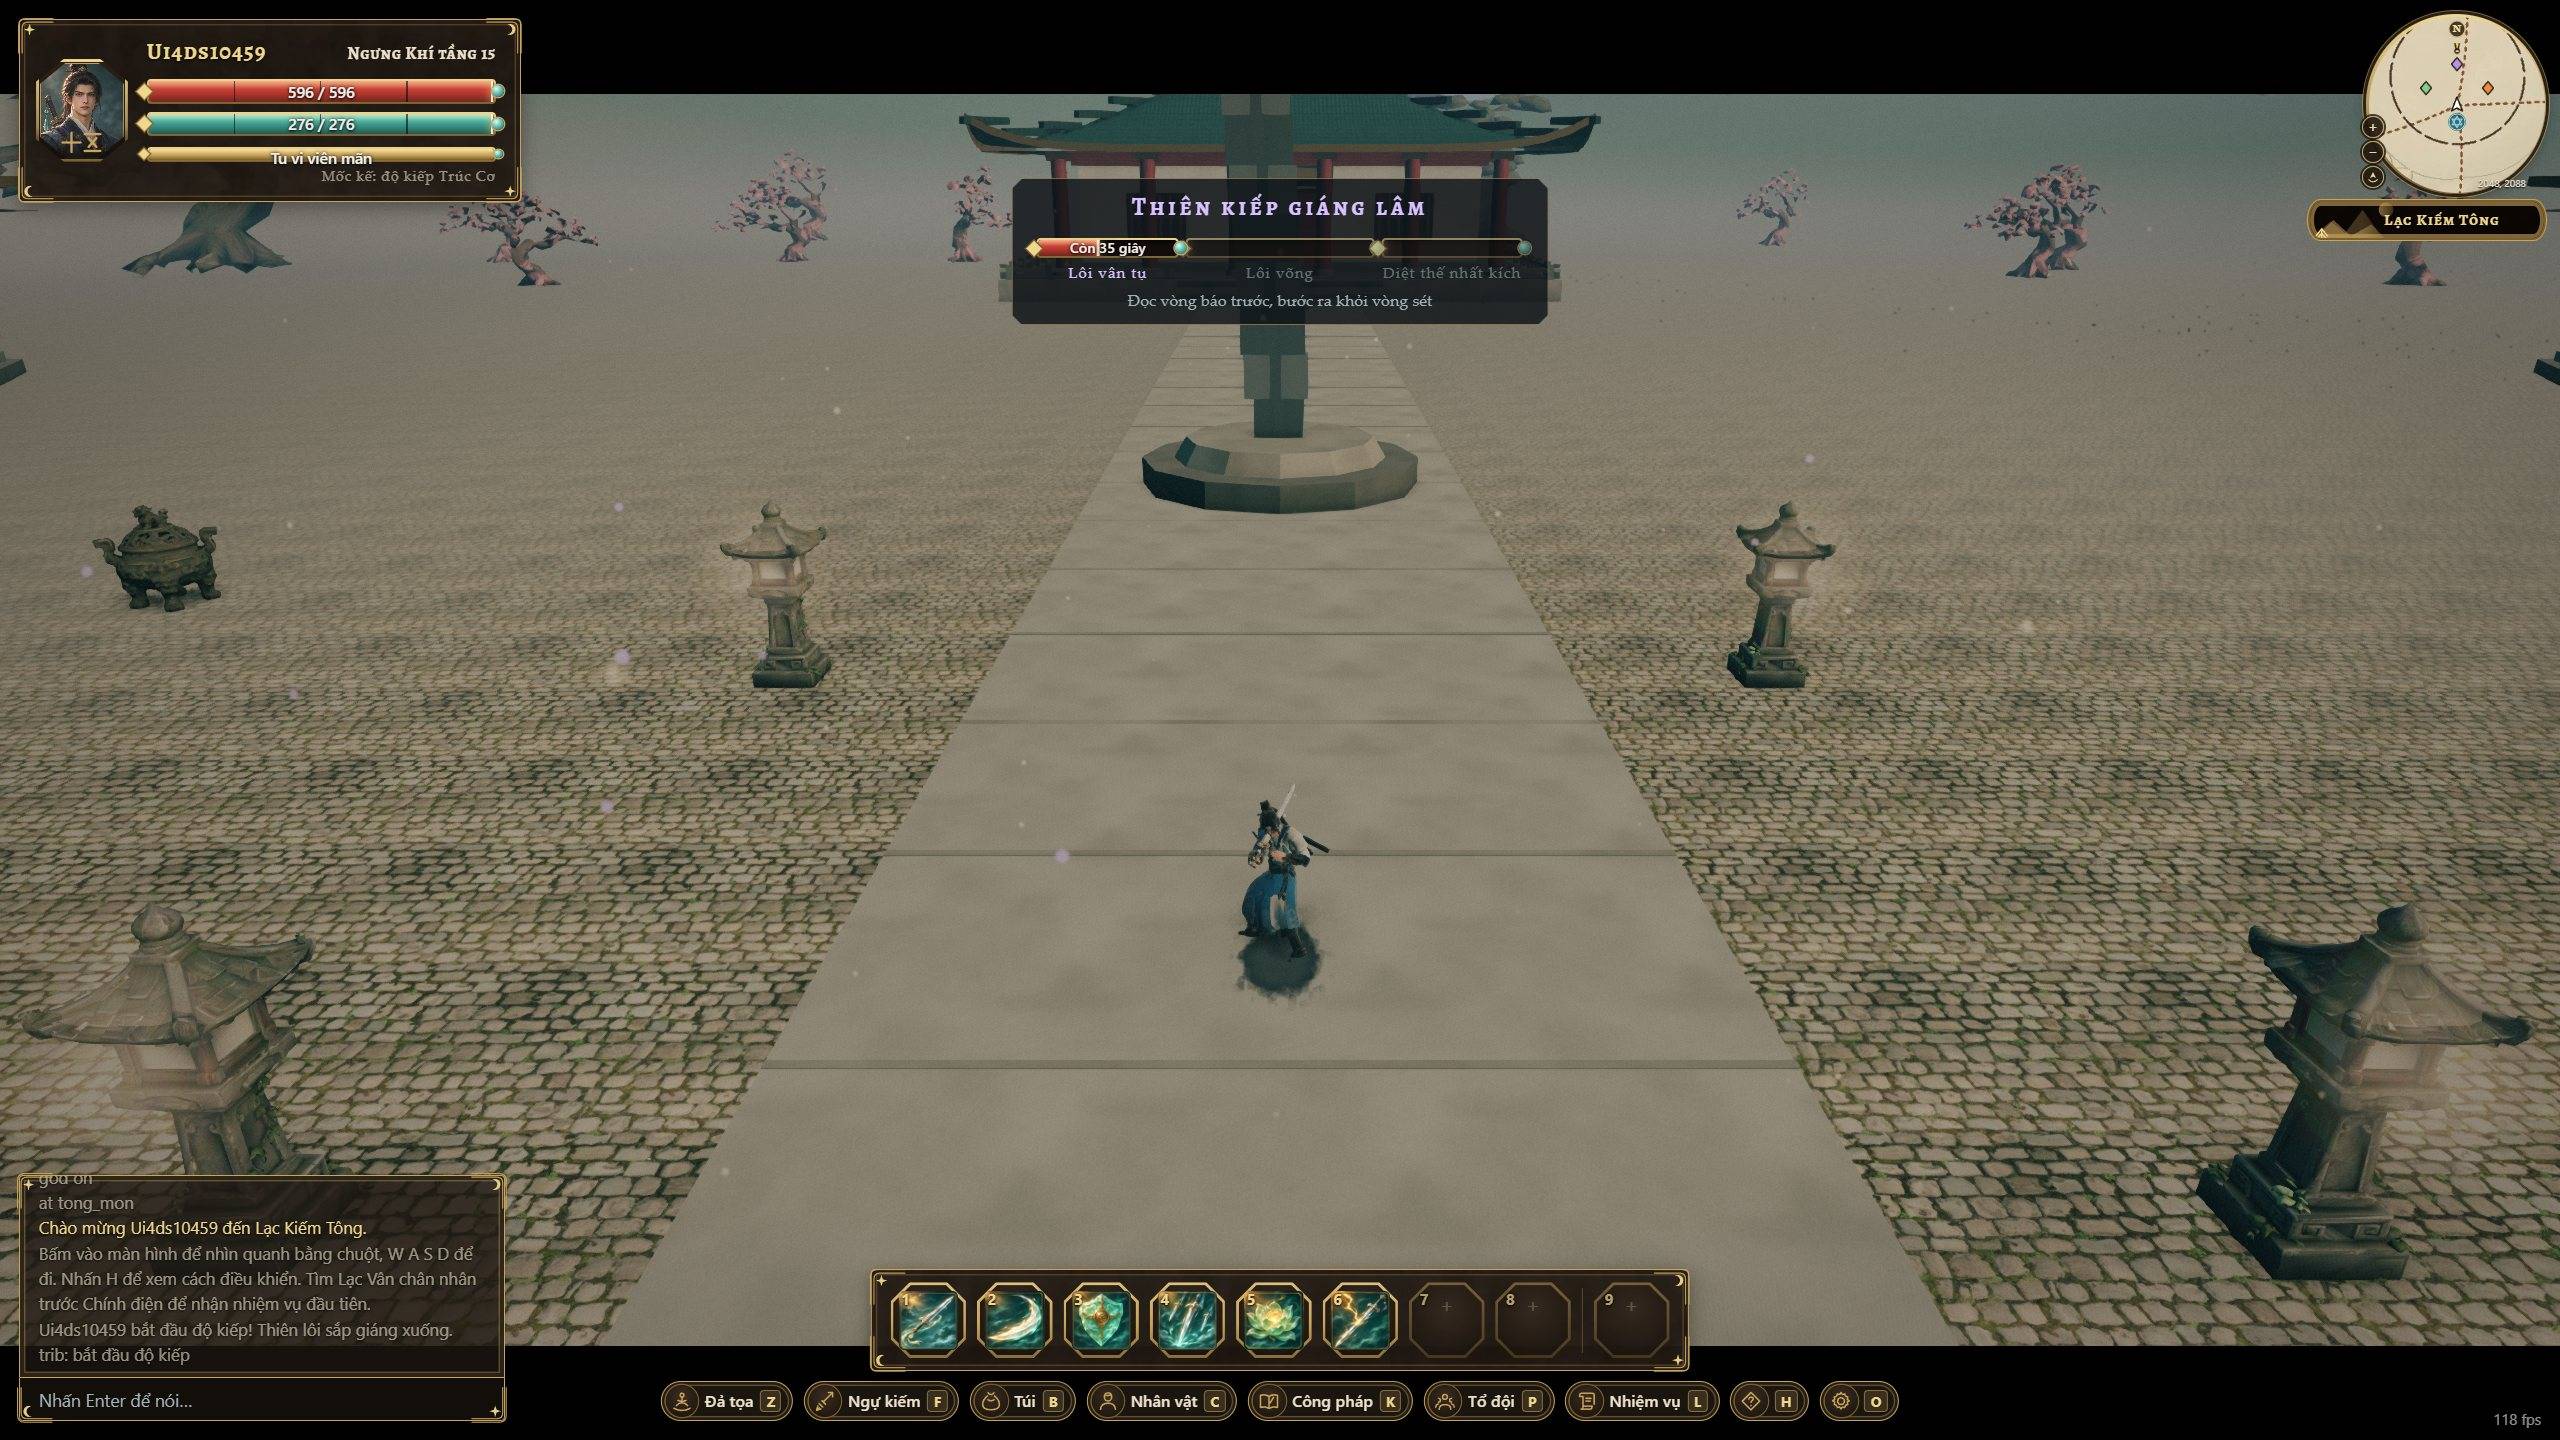 Ui4ds10459
Ngưng Khí tầng 15
596 / 596
276 / 276
Tu vi viên mãn
Mốc kế: độ kiếp Trúc Cơ
Thiên kiếp giáng lâm
Còn 35 giây
Lôi vân tụ
Lôi võng
Diệt thế nhất kích
Đọc vòng báo trước, bước ra khỏi vòng sét
N
+
−
2048, 2088
Lạc Kiếm Tông
god on
at tong_mon
Chào mừng Ui4ds10459 đến Lạc Kiếm Tông.
Bấm vào màn hình để nhìn quanh bằng chuột, W A S D để
đi. Nhấn H để xem cách điều khiển. Tìm Lạc Vân chân nhân
trước Chính điện để nhận nhiệm vụ đầu tiên.
Ui4ds10459 bắt đầu độ kiếp! Thiên lôi sắp giáng xuống.
trib: bắt đầu độ kiếp
Nhấn Enter để nói...
1 2 3 4 5 6 7 8 9
Đả tọa Z
Ngự kiếm F
Túi B
Nhân vật C
Công pháp K
Tổ đội P
Nhiệm vụ L
? H
O
118 fps